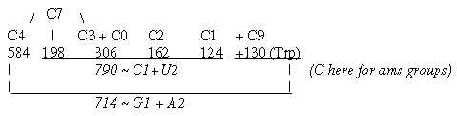 / C7 \
C4 | C3 + C0 C2 C1 + C9
584 198 306 162 124 +130 (Trp)
| 790 ~ C1+U2 | (C here for ams groups)
| |
714 ~ G1 + A2